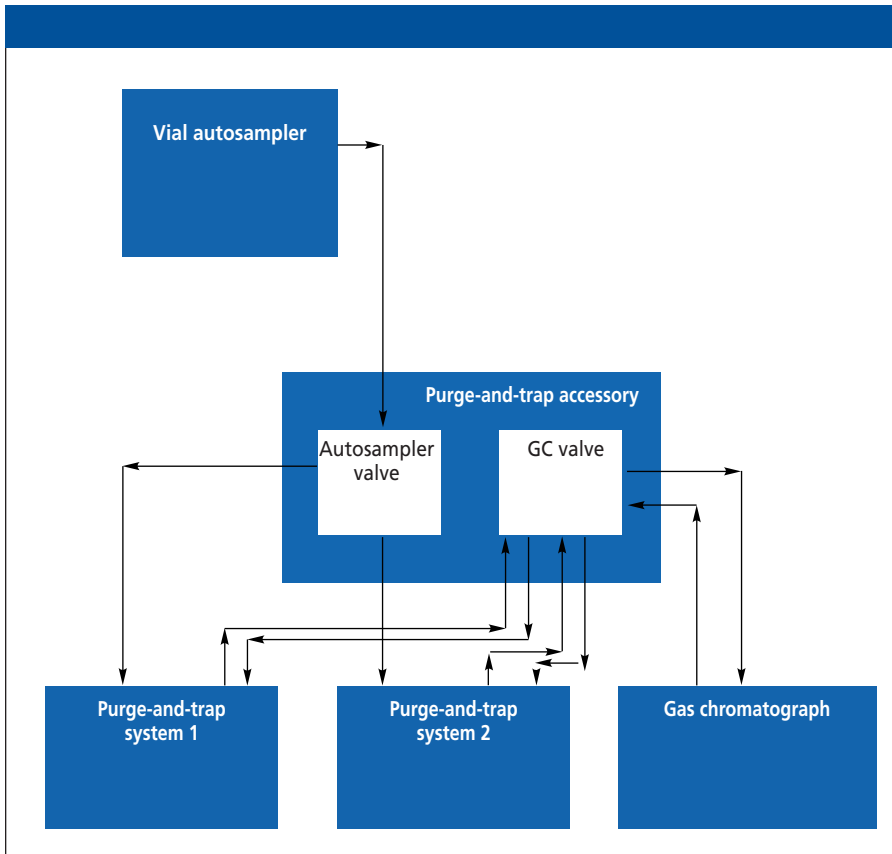 Vial autosampler
Purge-and-trap accessory
Autosampler
valve
GC valve
Purge-and-trap
system 1
Purge-and-trap
system 2
Gas chromatograph